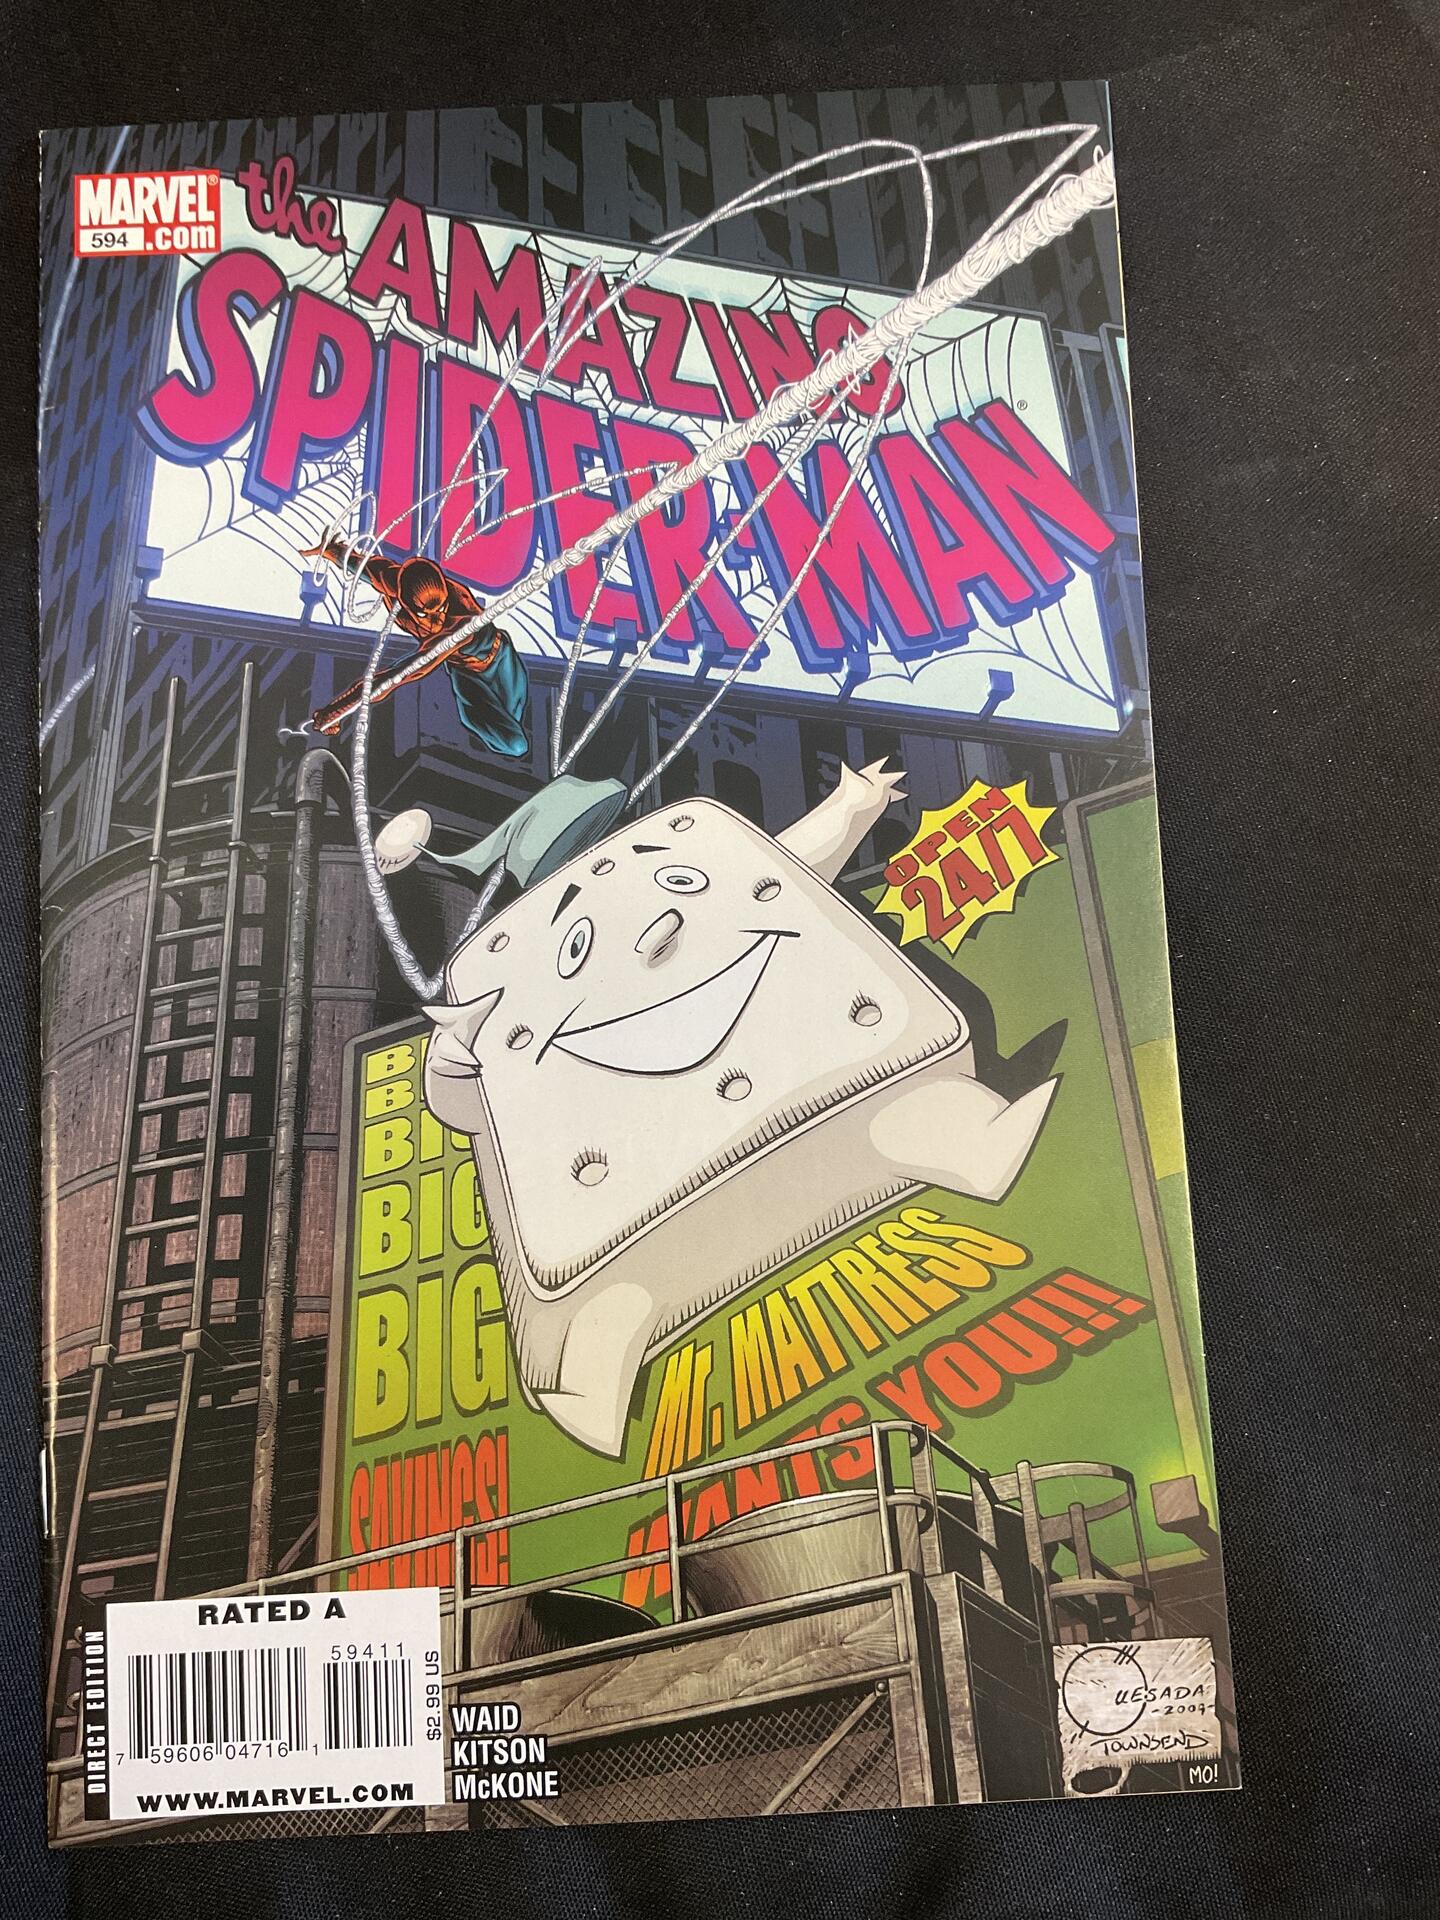 MARVEL®
594 .com
the AMAZING
SPIDER-MAN®
OPEN
24/7
BIG
BIG
BIG
BIG
SAVINGS!
Mr. MATTRESS
WANTS YOU!!!
RATED A
59411
7 59606 04716 1
WWW.MARVEL.COM
DIRECT EDITION
$2.99 US
WAID
KITSON
McKONE
QUESADA
-2009-
TOWNSEND
MO!